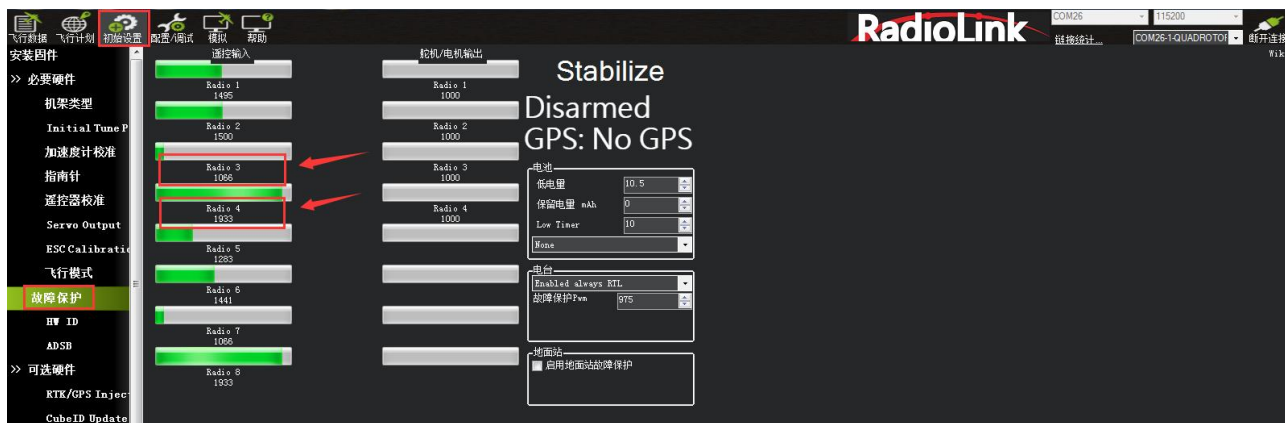 飞行数据 飞行计划 初始设置 配置/调试 模拟 帮助
RadioLink
COM26 115200
链接统计... COM26-1-QUADROTOF 断开连接
安装固件
>> 必要硬件
机架类型
Initial Tune P
加速度计校准
指南针
遥控器校准
Servo Output
ESC Calibratio
飞行模式
故障保护
HW ID
ADSB
>> 可选硬件
RTK/GPS Injec
CubeID Update
遥控输入
Radio 1
1495
Radio 2
1500
Radio 3
1066
Radio 4
1933
Radio 5
1283
Radio 6
1441
Radio 7
1066
Radio 8
1933
舵机/电机输出
Radio 1
1000
Radio 2
1000
Radio 3
1000
Radio 4
1000
Stabilize
Disarmed
GPS: No GPS
电池
低电量 10.5
保留电量 mAh 0
Low Timer 10
None
电台
Enabled always RTL
故障保护Pwm 975
地面站
启用地面站故障保护
Wik